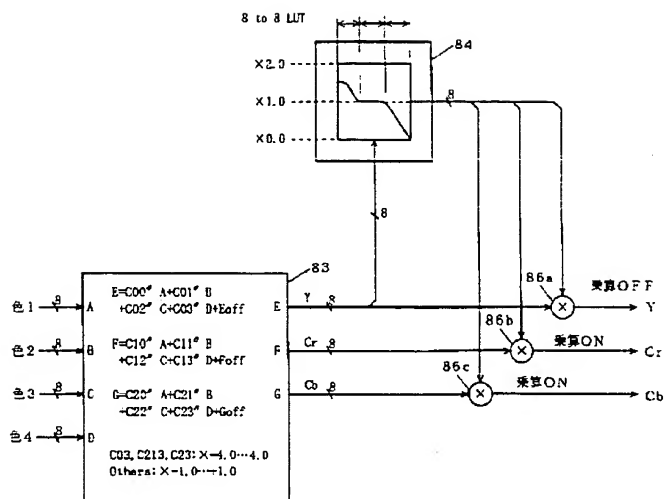 8 to 8 LUT
84
×2.0
×1.0
×0.0
8
8
83
E=C00* A+C01* B
+C02* C+C03* D+Eoff
F=C10* A+C11* B
+C12* C+C13* D+Foff
G=C20* A+C21* B
+C22* C+C23* D+Goff
C03,C213,C23:×-4.0…4.0
Others:×-1.0…1.0
色1 8 A
色2 8 B
色3 8 C
色4 8 D
E Y 8
F Cr 8
G Cb 8
86a
乗算OFF
Y
86b
乗算ON
Cr
86c
乗算ON
Cb